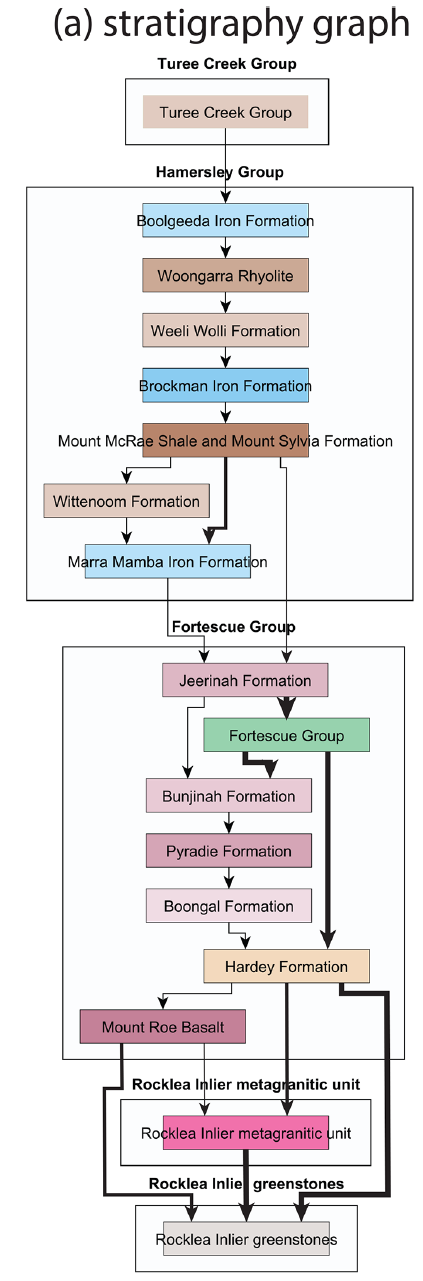 (a) stratigraphy graph
Turee Creek Group
Turee Creek Group
Hamersley Group
Boolgeeda Iron Formation
Woongarra Rhyolite
Weeli Wolli Formation
Brockman Iron Formation
Mount McRae Shale and Mount Sylvia Formation
Wittenoom Formation
Marra Mamba Iron Formation
Fortescue Group
Jeerinah Formation
Fortescue Group
Bunjinah Formation
Pyradie Formation
Boongal Formation
Hardey Formation
Mount Roe Basalt
Rocklea Inlier metagranitic unit
Rocklea Inlier metagranitic unit
Rocklea Inlier greenstones
Rocklea Inlier greenstones